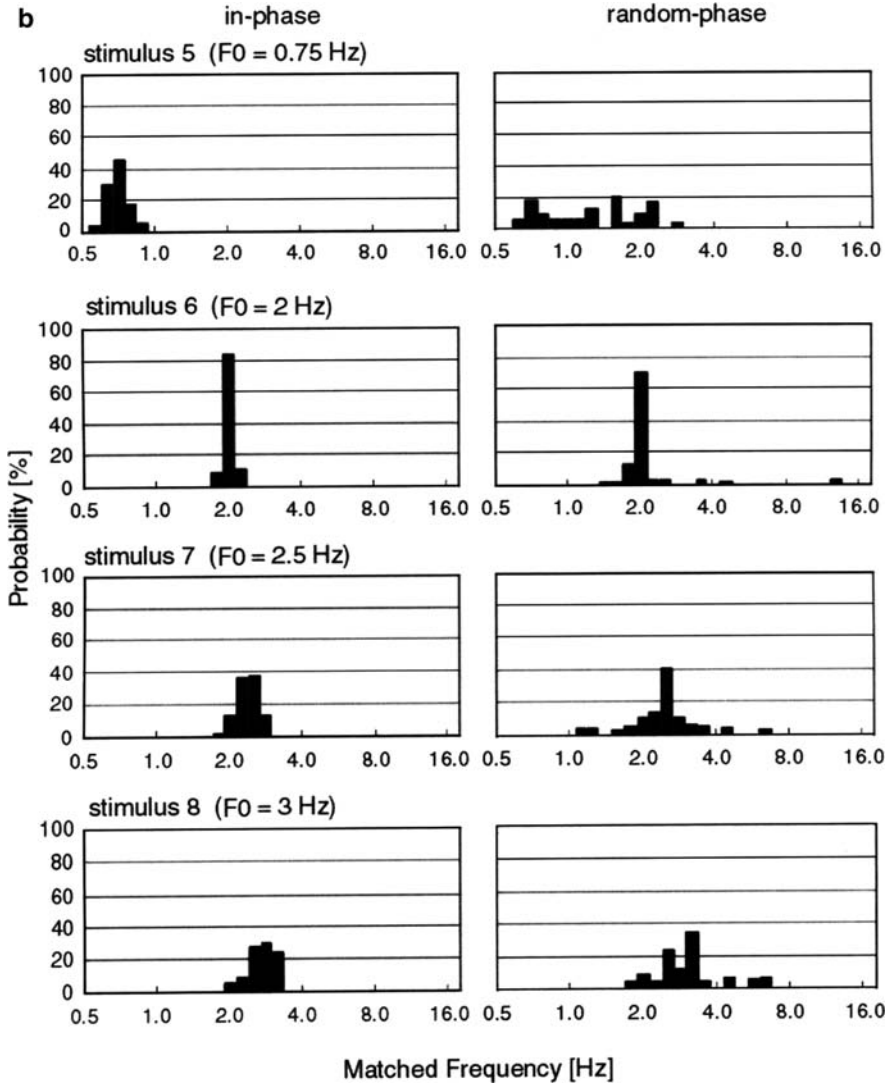 b
in-phase random-phase
stimulus 5 (F0 = 0.75 Hz)
100
80
60
40
20
0
0.5 1.0 2.0 4.0 8.0 16.0 0.5 1.0 2.0 4.0 8.0 16.0
stimulus 6 (F0 = 2 Hz)
100
80
60
40
20
0
0.5 1.0 2.0 4.0 8.0 16.0 0.5 1.0 2.0 4.0 8.0 16.0
Probability [%]
stimulus 7 (F0 = 2.5 Hz)
100
80
60
40
20
0
0.5 1.0 2.0 4.0 8.0 16.0 0.5 1.0 2.0 4.0 8.0 16.0
stimulus 8 (F0 = 3 Hz)
100
80
60
40
20
0
0.5 1.0 2.0 4.0 8.0 16.0 0.5 1.0 2.0 4.0 8.0 16.0
Matched Frequency [Hz]